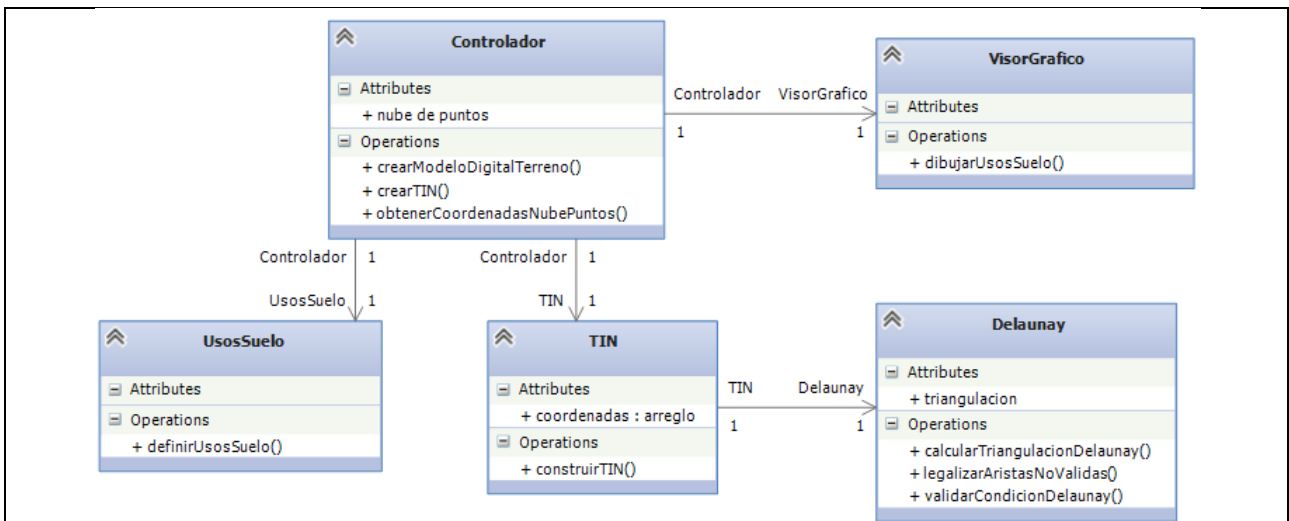 Controlador
Attributes
+ nube de puntos
Operations
+ crearModeloDigitalTerreno()
+ crearTIN()
+ obtenerCoordenadasNubePuntos()
Controlador VisorGrafico
1 1
VisorGrafico
Attributes
Operations
+ dibujarUsosSuelo()
Controlador 1
UsosSuelo 1
Controlador 1
TIN 1
UsosSuelo
Attributes
Operations
+ definirUsosSuelo()
TIN
Attributes
+ coordenadas : arreglo
Operations
+ construirTIN()
TIN Delaunay
1 1
Delaunay
Attributes
+ triangulacion
Operations
+ calcularTriangulacionDelaunay()
+ legalizarAristasNoValidas()
+ validarCondicionDelaunay()